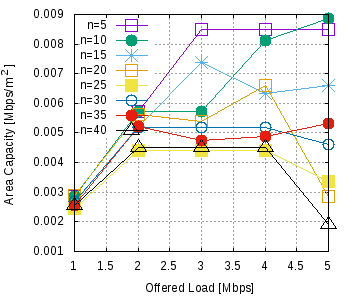 0.009
0.008
0.007
0.006
0.005
0.004
0.003
0.002
0.001
Area Capacity [Mbps/m²]
n=5
n=10
n=15
n=20
n=25
n=30
n=35
n=40
1 1.5 2 2.5 3 3.5 4 4.5 5
Offered Load [Mbps]